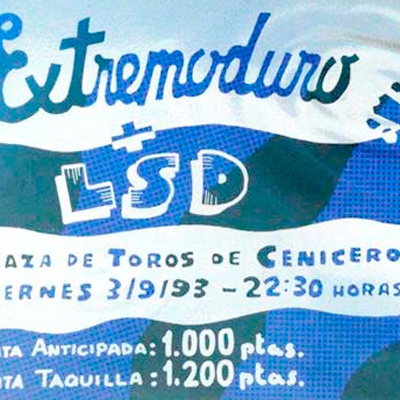 Extremoduro
+
LSD
AZA DE TOROS DE CENICERO
ERNES 3/9/93 - 22:30 HORAS
TA ANTICIPADA: 1.000 ptas.
TA TAQUILLA: 1.200 ptas.